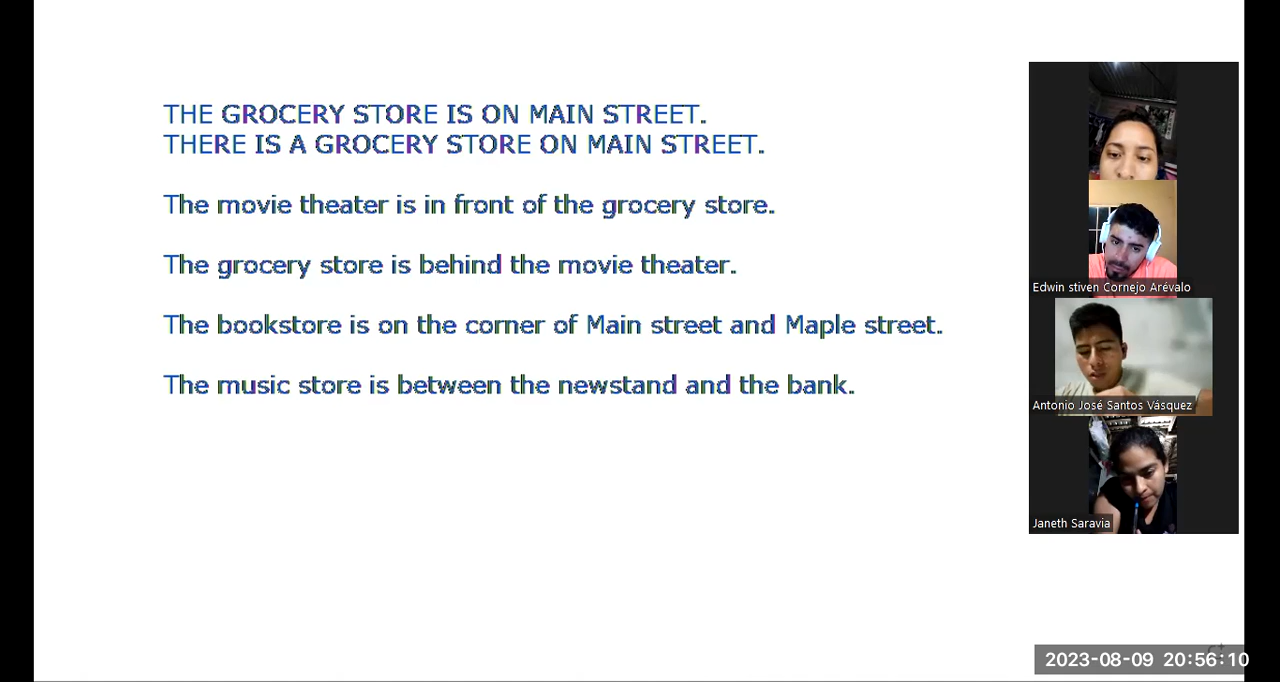 THE GROCERY STORE IS ON MAIN STREET.
THERE IS A GROCERY STORE ON MAIN STREET.
The movie theater is in front of the grocery store.
The grocery store is behind the movie theater.
The bookstore is on the corner of Main street and Maple street.
The music store is between the newstand and the bank.
Edwin stiven Cornejo Arévalo
Antonio José Santos Vásquez
Janeth Saravia
2023-08-09 20:56:10